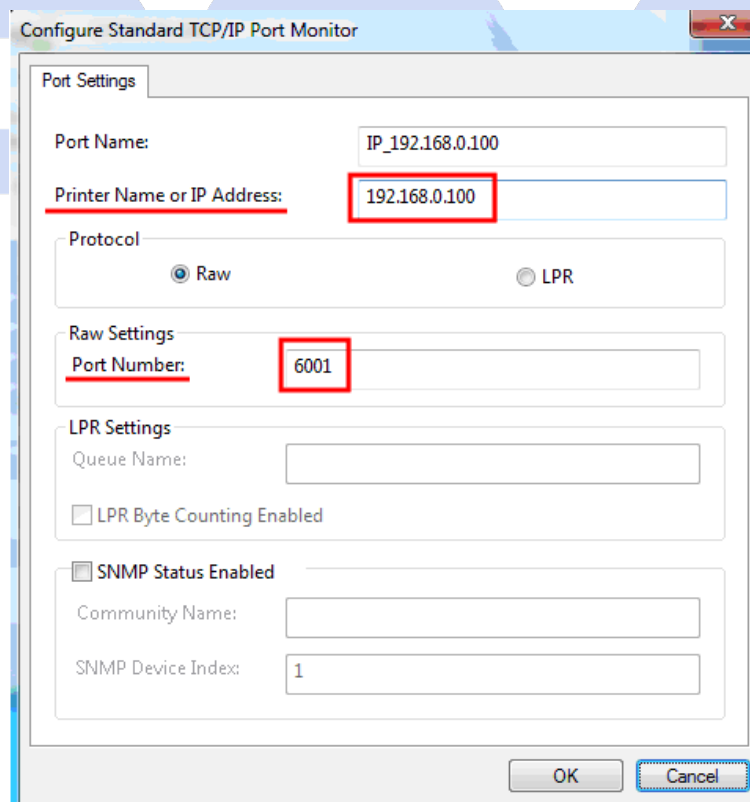 Configure Standard TCP/IP Port Monitor
X
Port Settings
Port Name: IP_192.168.0.100
Printer Name or IP Address: 192.168.0.100
Protocol
Raw LPR
Raw Settings
Port Number: 6001
LPR Settings
Queue Name:
LPR Byte Counting Enabled
SNMP Status Enabled
Community Name:
SNMP Device Index: 1
OK Cancel